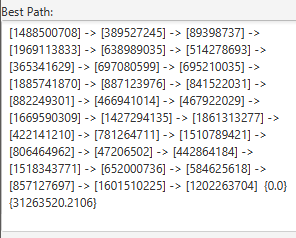 Best Path:
[1488500708] -> [389527245] -> [89398737] ->
[1969113833] -> [638989035] -> [514278693] ->
[365341629] -> [697080599] -> [695210035] ->
[1885741870] -> [887123976] -> [841522031] ->
[882249301] -> [466941014] -> [467922029] ->
[1669590309] -> [1427294135] -> [1861313277] ->
[422141210] -> [781264711] -> [1510789421] ->
[806464962] -> [47206502] -> [442864184] ->
[1518343771] -> [652000736] -> [584625618] ->
[857127697] -> [1601510225] -> [1202263704] {0.0}
{31263520.2106}